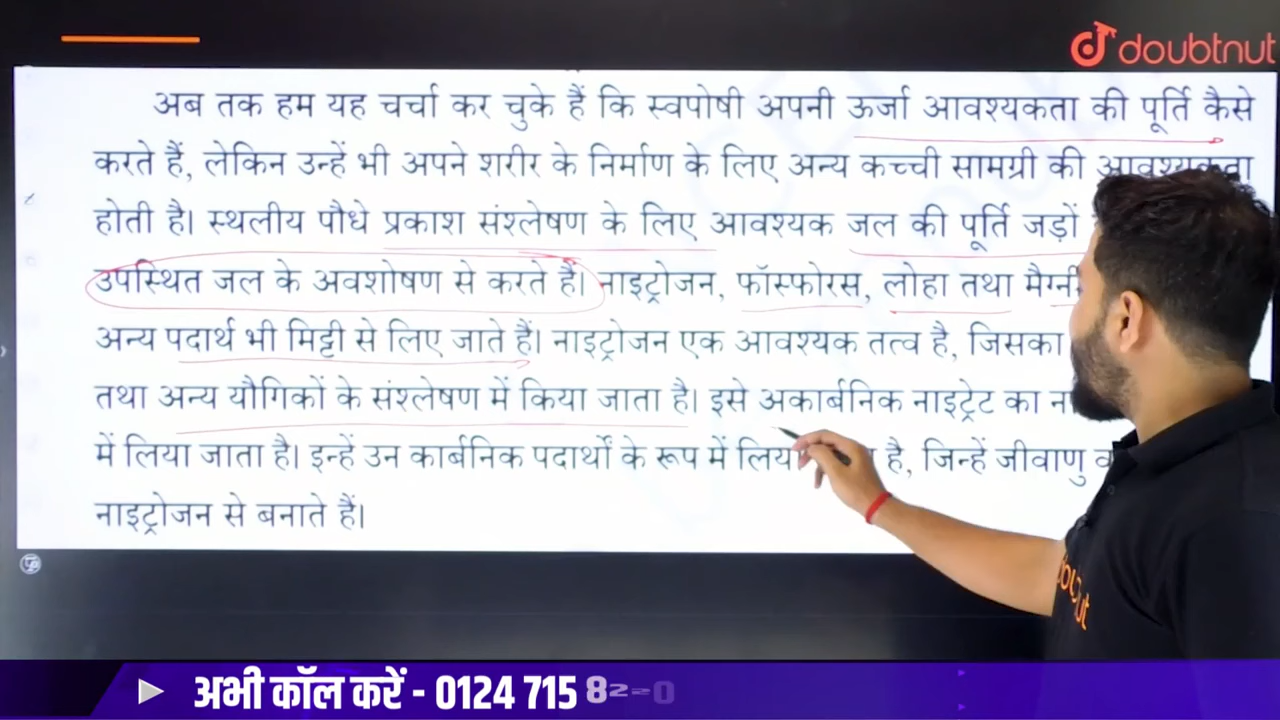 doubtnut
अब तक हम यह चर्चा कर चुके हैं कि स्वपोषी अपनी ऊर्जा आवश्यकता की पूर्ति कैसे
करते हैं, लेकिन उन्हें भी अपने शरीर के निर्माण के लिए अन्य कच्ची सामग्री की आवश्यकता
होती है। स्थलीय पौधे प्रकाश संश्लेषण के लिए आवश्यक जल की पूर्ति जड़ों
उपस्थित जल के अवशोषण से करते हैं। नाइट्रोजन, फॉस्फोरस, लोहा तथा
अन्य पदार्थ भी मिट्टी से लिए जाते हैं। नाइट्रोजन एक आवश्यक तत्व है, जिसका
तथा अन्य यौगिकों के संश्लेषण में किया जाता है। इसे अकार्बनिक नाइट्रेट का
में लिया जाता है। इन्हें उन कार्बनिक पदार्थों के रूप में है, जिन्हें जीवाणु
नाइट्रोजन से बनाते हैं।
अभी कॉल करें - 0124 715